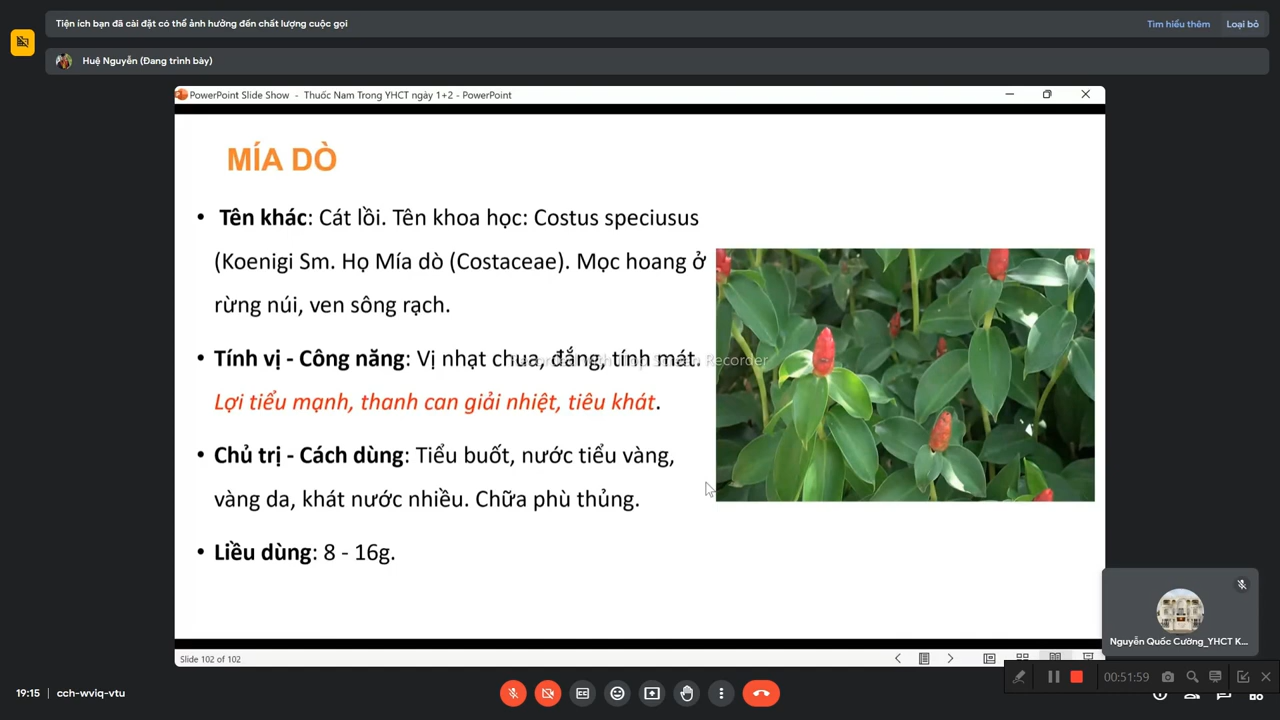 Tiện ích bạn đã cài đặt có thể ảnh hưởng đến chất lượng cuộc gọi
Tìm hiểu thêm
Loại bỏ
Huệ Nguyễn (Đang trình bày)
PowerPoint Slide Show - Thuốc Nam Trong YHCT ngày 1+2 - PowerPoint
MÍA DÒ
• Tên khác: Cát lồi. Tên khoa học: Costus speciusus
(Koenigi Sm. Họ Mía dò (Costaceae). Mọc hoang ở
rừng núi, ven sông rạch.
• Tính vị - Công năng: Vị nhạt chua, đắng, tính mát.
Lợi tiểu mạnh, thanh can giải nhiệt, tiêu khát.
• Chủ trị - Cách dùng: Tiểu buốt, nước tiểu vàng,
vàng da, khát nước nhiều. Chữa phù thủng.
• Liều dùng: 8 - 16g.
Nguyễn Quốc Cường_YHCT K...
Slide 102 of 102
00:51:59
19:15
cch-wviq-vtu